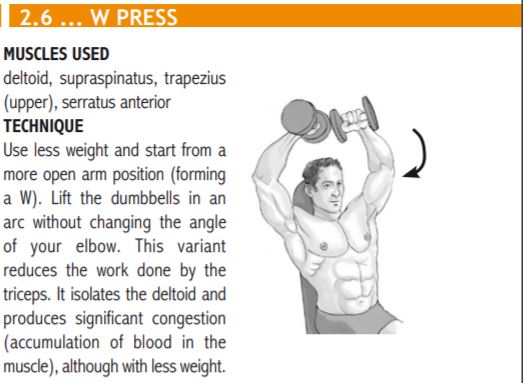 2.6 ... W PRESS
MUSCLES USED
deltoid, supraspinatus, trapezius
(upper), serratus anterior
TECHNIQUE
Use less weight and start from a
more open arm position (forming
a W). Lift the dumbbells in an
arc without changing the angle
of your elbow. This variant
reduces the work done by the
triceps. It isolates the deltoid and
produces significant congestion
(accumulation of blood in the
muscle), although with less weight.